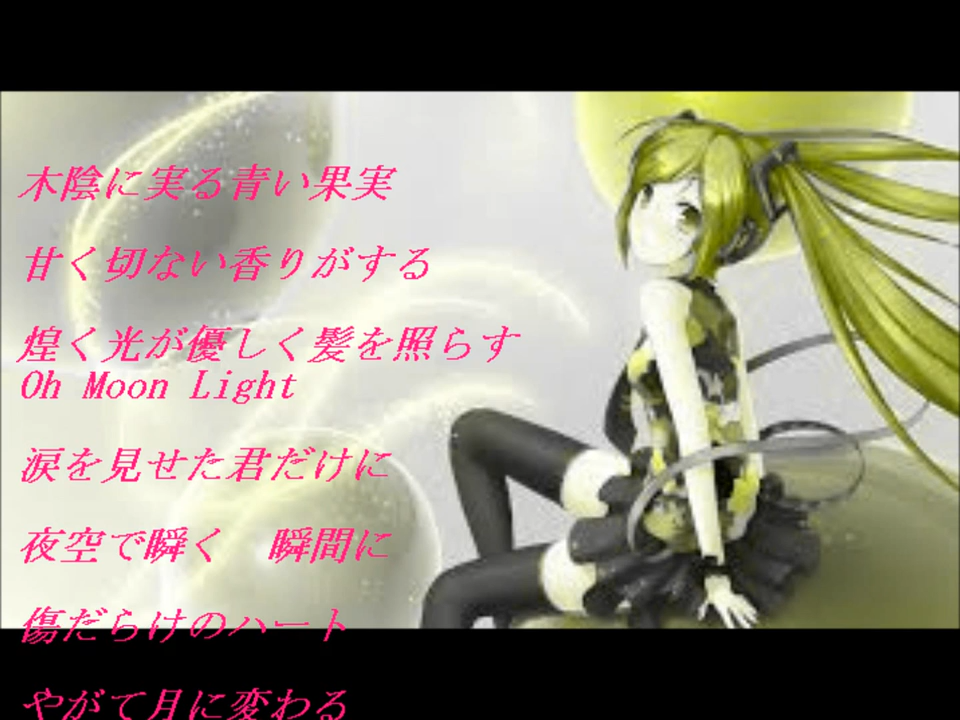 木陰に実る青い果実
甘く切ない香りがする
煌く光が優しく髪を照らす
Oh Moon Light
涙を見せた君だけに
夜空で瞬く　瞬間に
傷だらけのハート
やがて月に変わる